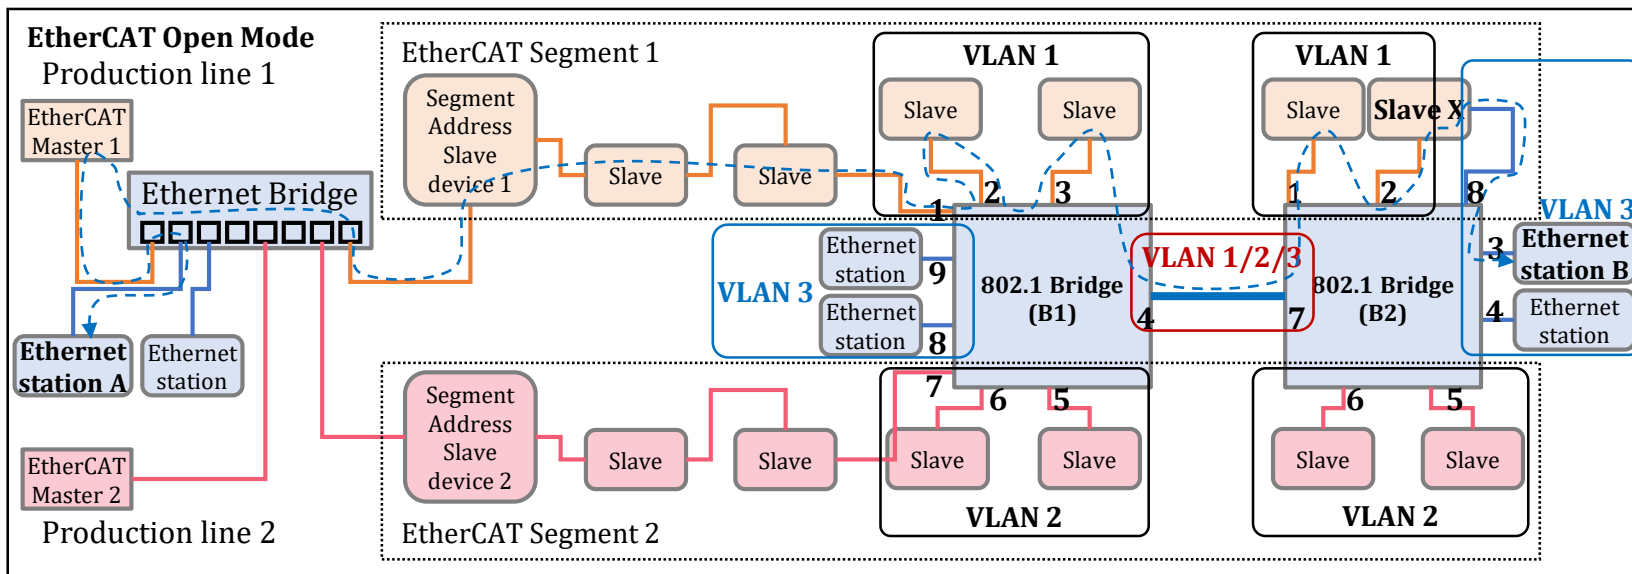 EtherCAT Open Mode
Production line 1
EtherCAT
Master 1
Ethernet Bridge
Ethernet
station A
Ethernet
station
EtherCAT
Master 2
Production line 2
EtherCAT Segment 1
Segment
Address
Slave
device 1
Slave
Slave
VLAN 1
Slave
Slave
VLAN 1
Slave
Slave X
1
2
3
1
2
8
VLAN 3
Ethernet
station
9
Ethernet
station
8
VLAN 3
802.1 Bridge
(B1)
4
VLAN 1/2/3
7
802.1 Bridge
(B2)
3
Ethernet
station B
4
Ethernet
station
Segment
Address
Slave
device 2
Slave
Slave
7
6
5
Slave
Slave
VLAN 2
6
5
Slave
Slave
VLAN 2
EtherCAT Segment 2